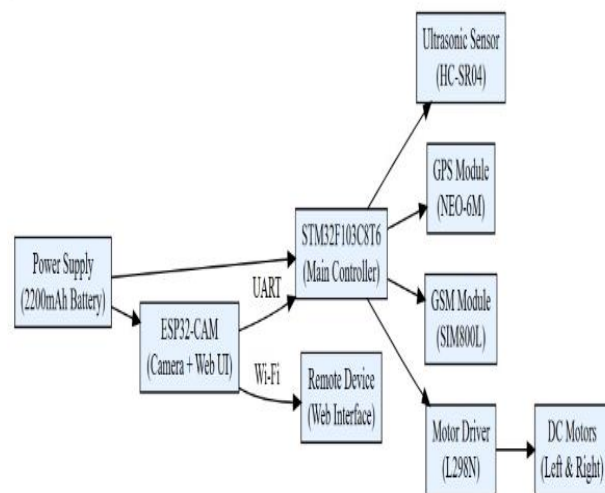 Ultrasonic Sensor
(HC-SR04)
GPS Module
(NEO-6M)
STM32F103C8T6
(Main Controller)
Power Supply
(2200mAh Battery)
UART
GSM Module
(SIM800L)
ESP32-CAM
(Camera + Web UI)
Wi-Fi
Remote Device
(Web Interface)
Motor Driver
(L298N)
DC Motors
(Left & Right)